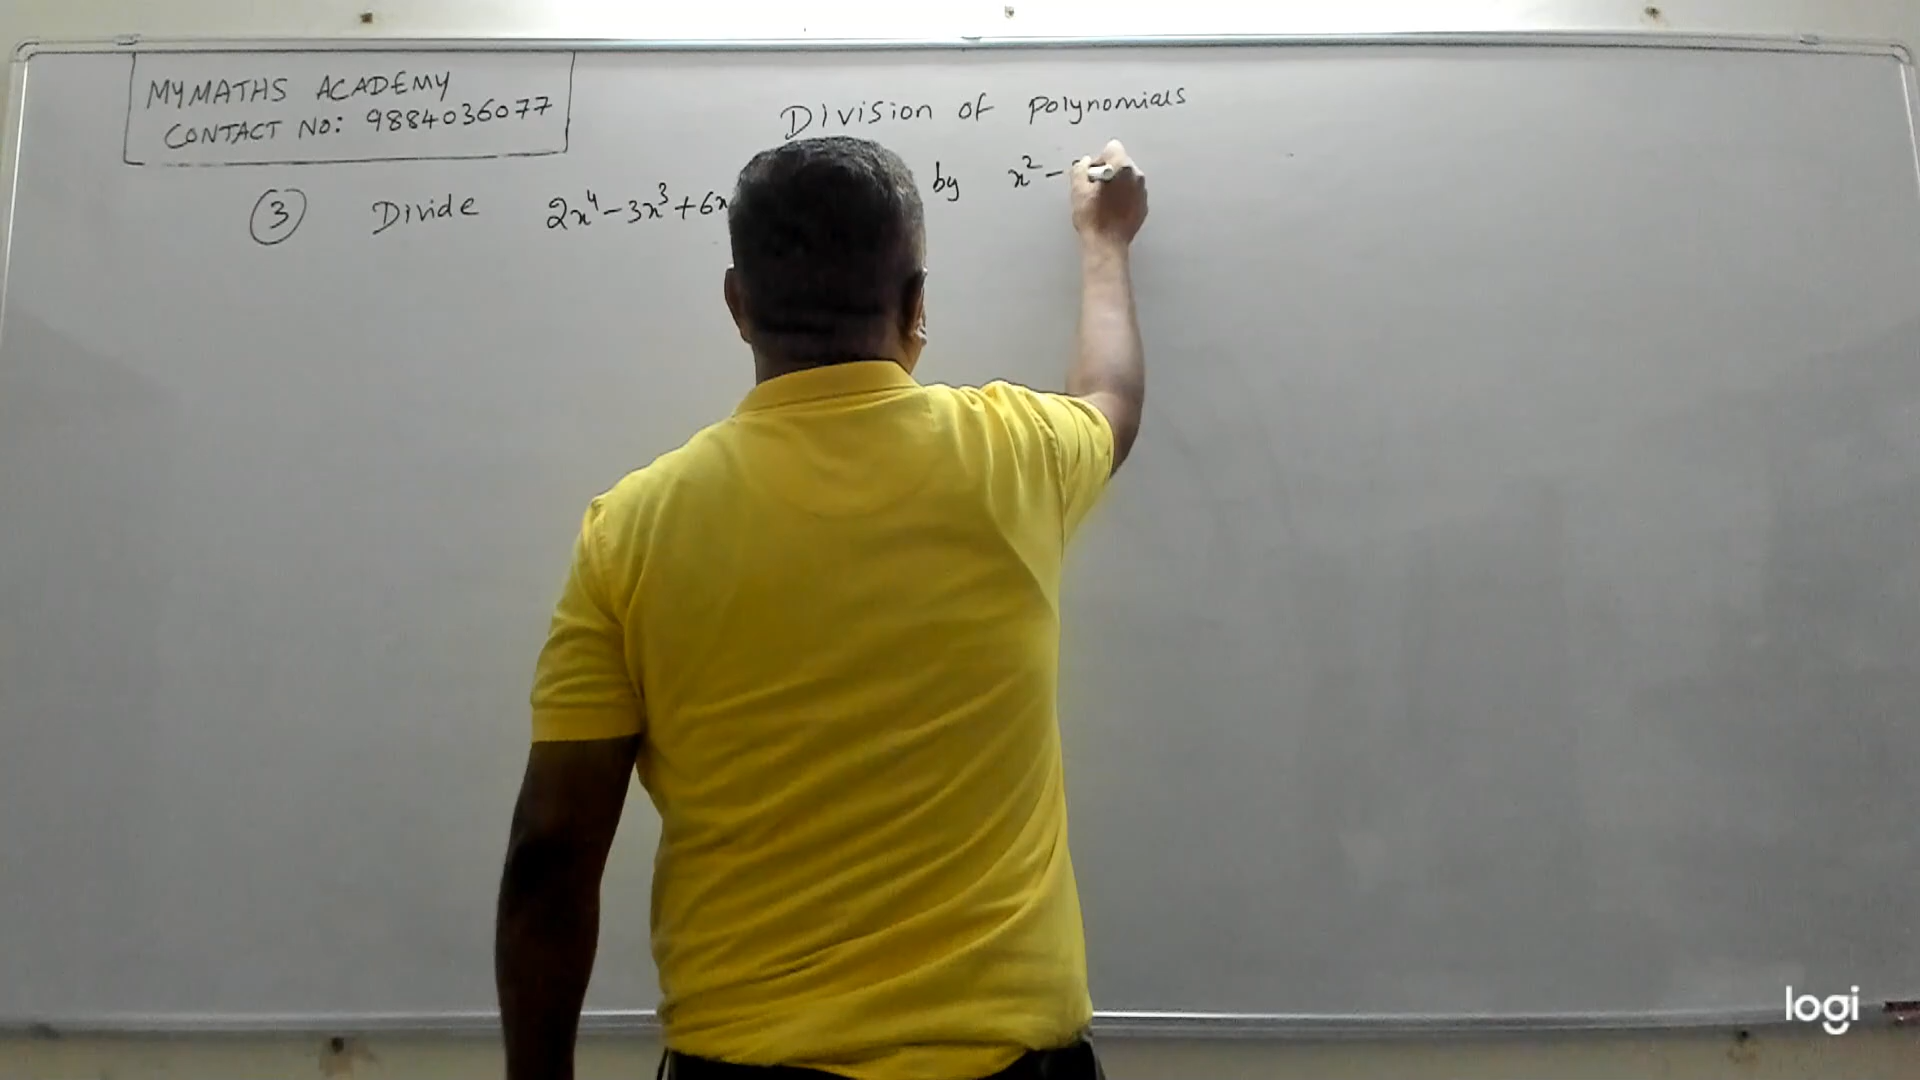 MYMATHS ACADEMY
CONTACT NO: 9884036077
Division of polynomials
③ Divide 2x⁴-3x³+6x by x²-
logi